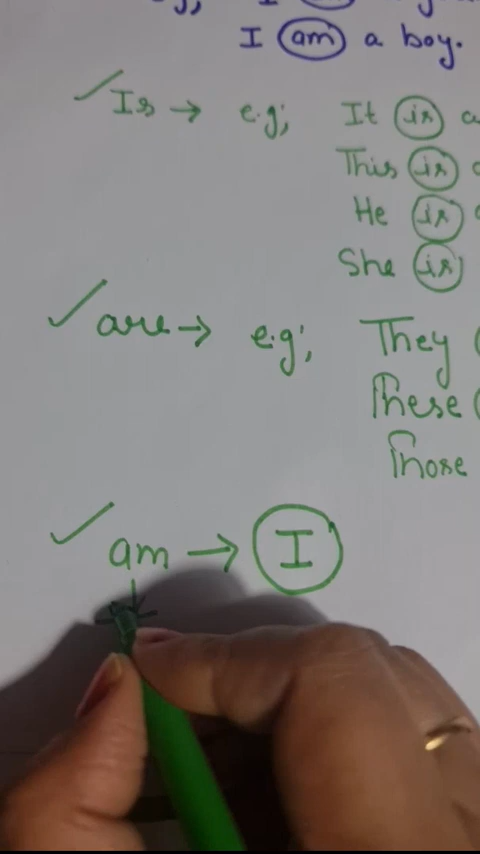 I am a boy.
✓ Is → e.g; It is a
This is
He is
She is
✓ are → e.g; They
These
Those
✓ am → I